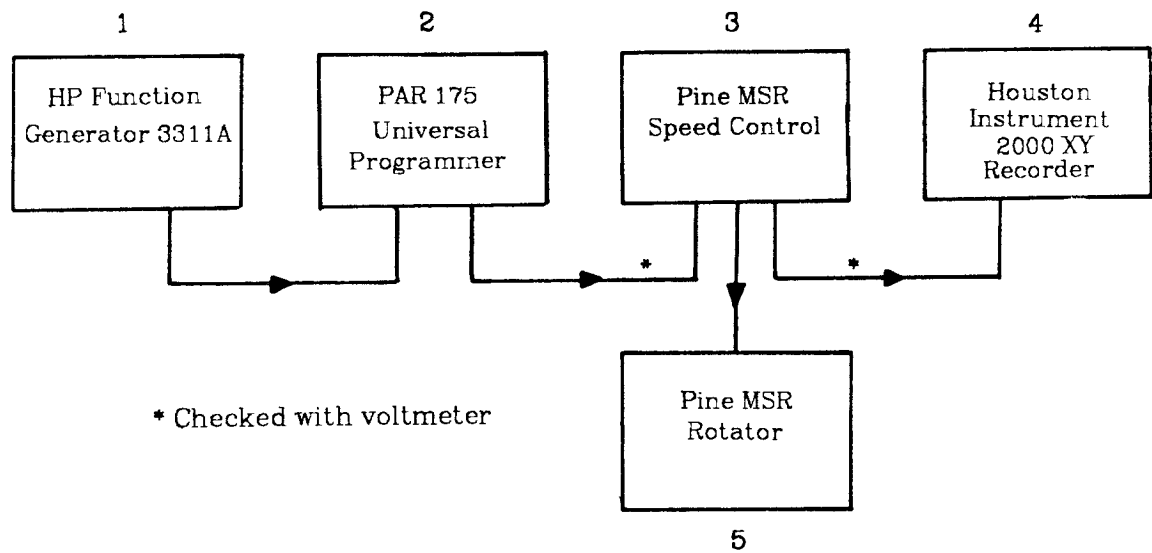 1
2
3
4
HP Function
Generator 3311A
PAR 175
Universal
Programmer
Pine MSR
Speed Control
Houston
Instrument
2000 XY
Recorder
*
*
* Checked with voltmeter
Pine MSR
Rotator
5